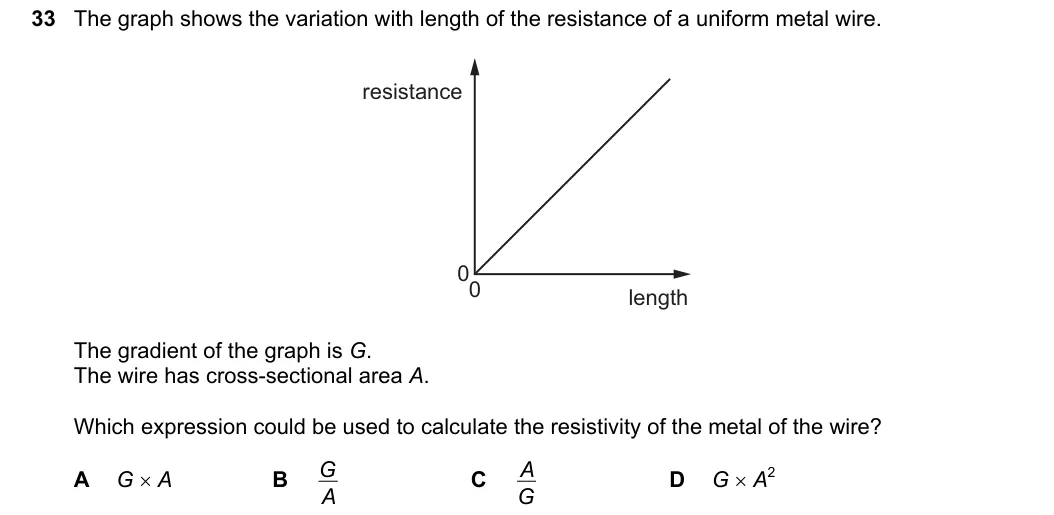 33 The graph shows the variation with length of the resistance of a uniform metal wire.
resistance
0
0
length
The gradient of the graph is G.
The wire has cross-sectional area A.
Which expression could be used to calculate the resistivity of the metal of the wire?
A G × A B G/A C A/G D G × A²